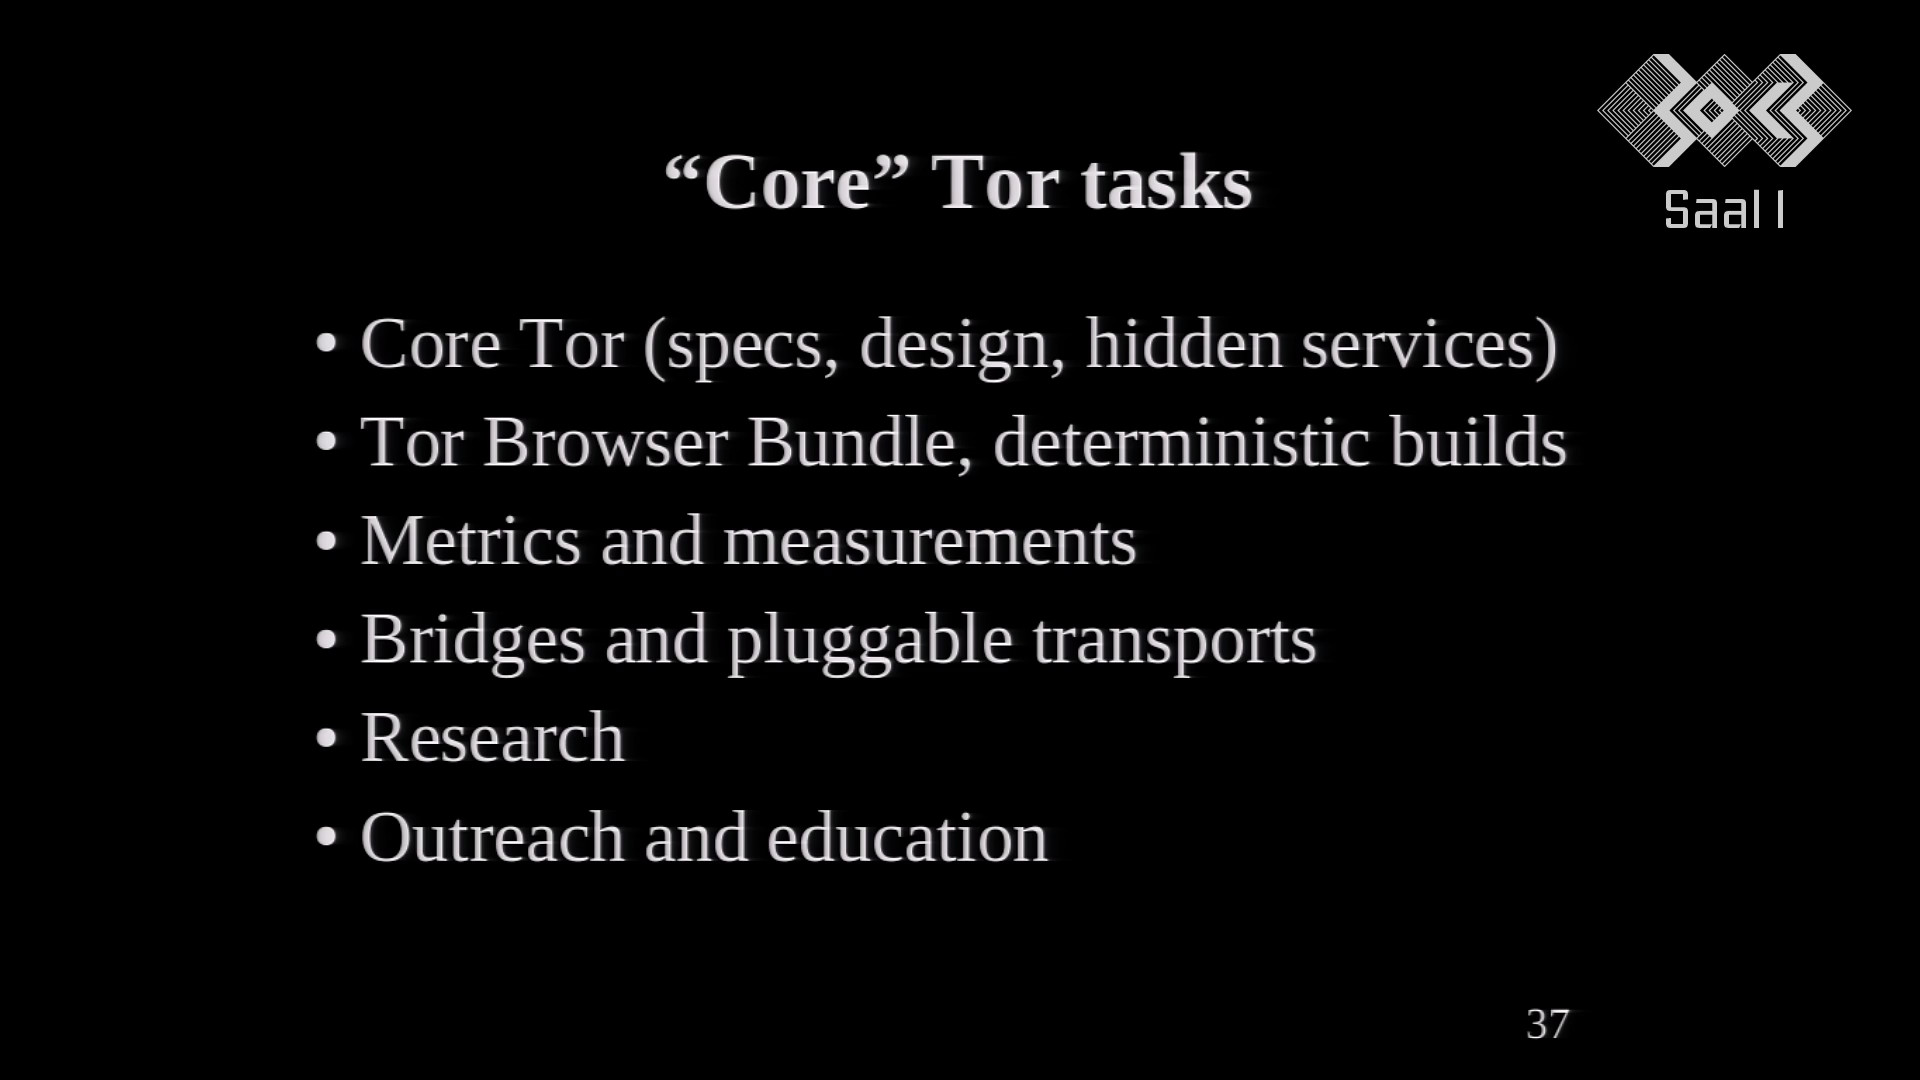 “Core” Tor tasks
Saal 1
• Core Tor (specs, design, hidden services)
• Tor Browser Bundle, deterministic builds
• Metrics and measurements
• Bridges and pluggable transports
• Research
• Outreach and education
37